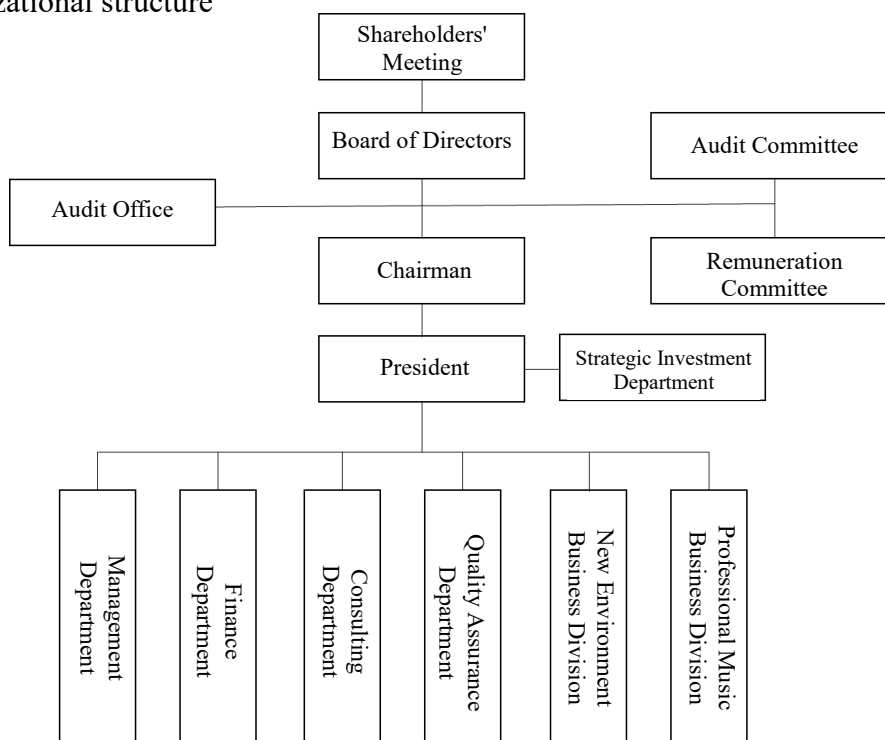 zational structure
Shareholders'
Meeting
Board of Directors
Audit Committee
Audit Office
Chairman
Remuneration
Committee
President
Strategic Investment
Department
Management
Department
Finance
Department
Consulting
Department
Quality Assurance
Department
New Environment
Business Division
Professional Music
Business Division